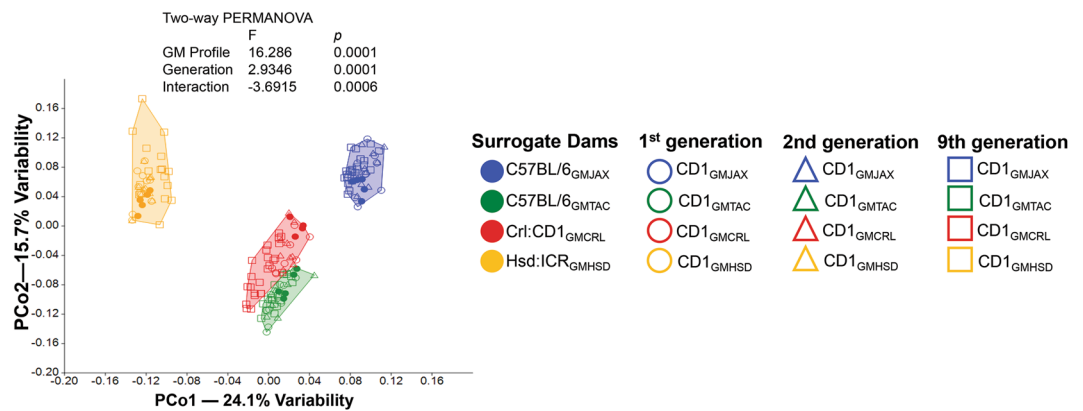 Two-way PERMANOVA
F p
GM Profile 16.286 0.0001
Generation 2.9346 0.0001
Interaction -3.6915 0.0006
PCo2—15.7% Variability
0.16
0.12
0.08
0.04
0.00
-0.04
-0.08
-0.12
-0.16
-0.20
-0.20 -0.16 -0.12 -0.08 -0.04 0.00 0.04 0.08 0.12 0.16
PCo1 — 24.1% Variability
Surrogate Dams 1st generation 2nd generation 9th generation
C57BL/6GMJAX CD1GMJAX CD1GMJAX CD1GMJAX
C57BL/6GMTAC CD1GMTAC CD1GMTAC CD1GMTAC
Crl:CD1GMCRL CD1GMCRL CD1GMCRL CD1GMCRL
Hsd:ICRGMHSD CD1GMHSD CD1GMHSD CD1GMHSD